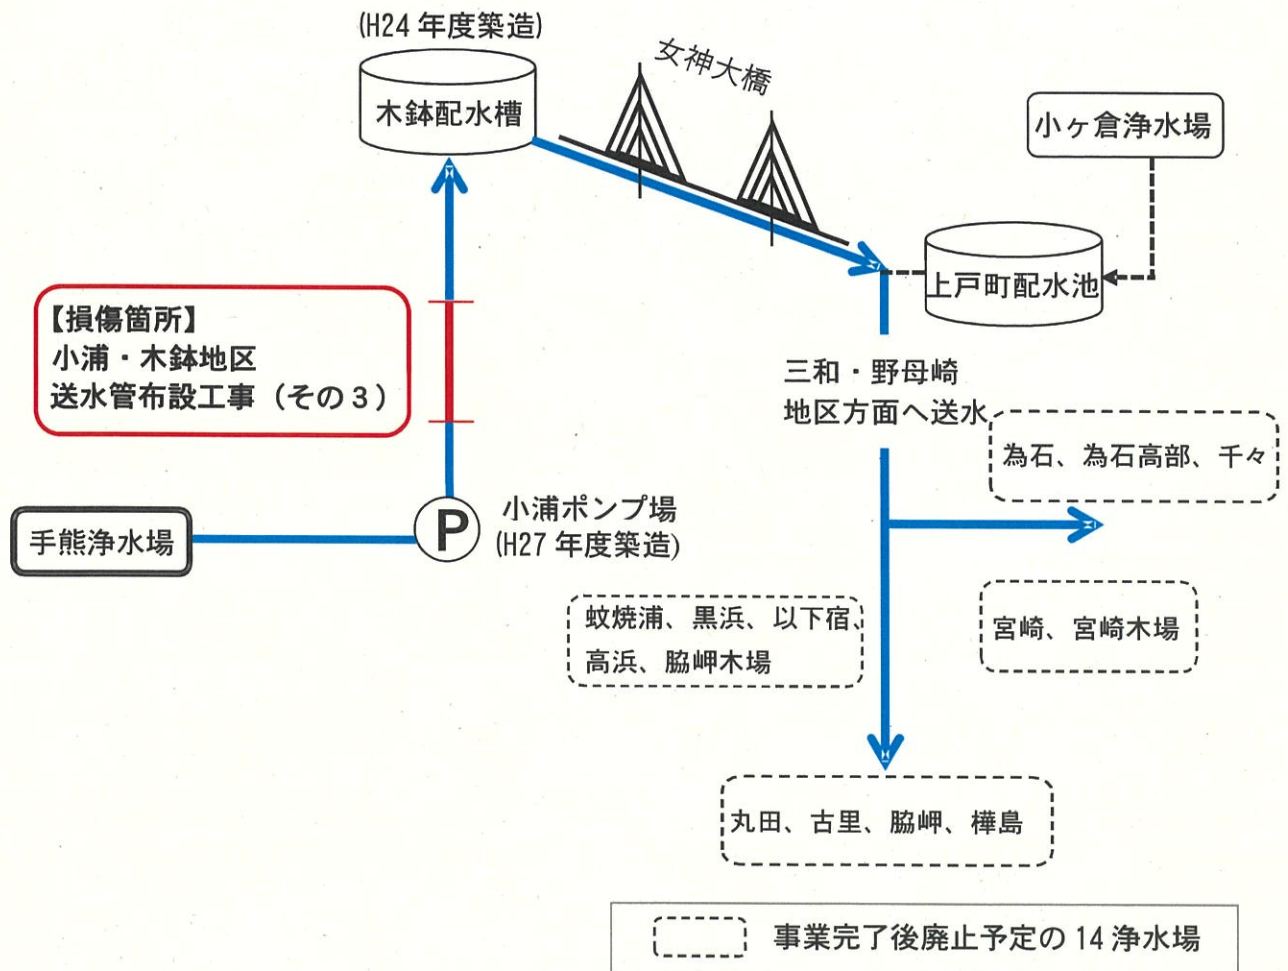 (H24 年度築造)
木鉢配水槽
女神大橋
小ヶ倉浄水場
上戸町配水池
【損傷箇所】
小浦・木鉢地区
送水管布設工事（その３）
三和・野母崎
地区方面へ送水
為石、為石高部、千々
手熊浄水場
P
小浦ポンプ場
(H27 年度築造)
蚊焼浦、黒浜、以下宿、
高浜、脇岬木場
宮崎、宮崎木場
丸田、古里、脇岬、樺島
事業完了後廃止予定の 14 浄水場